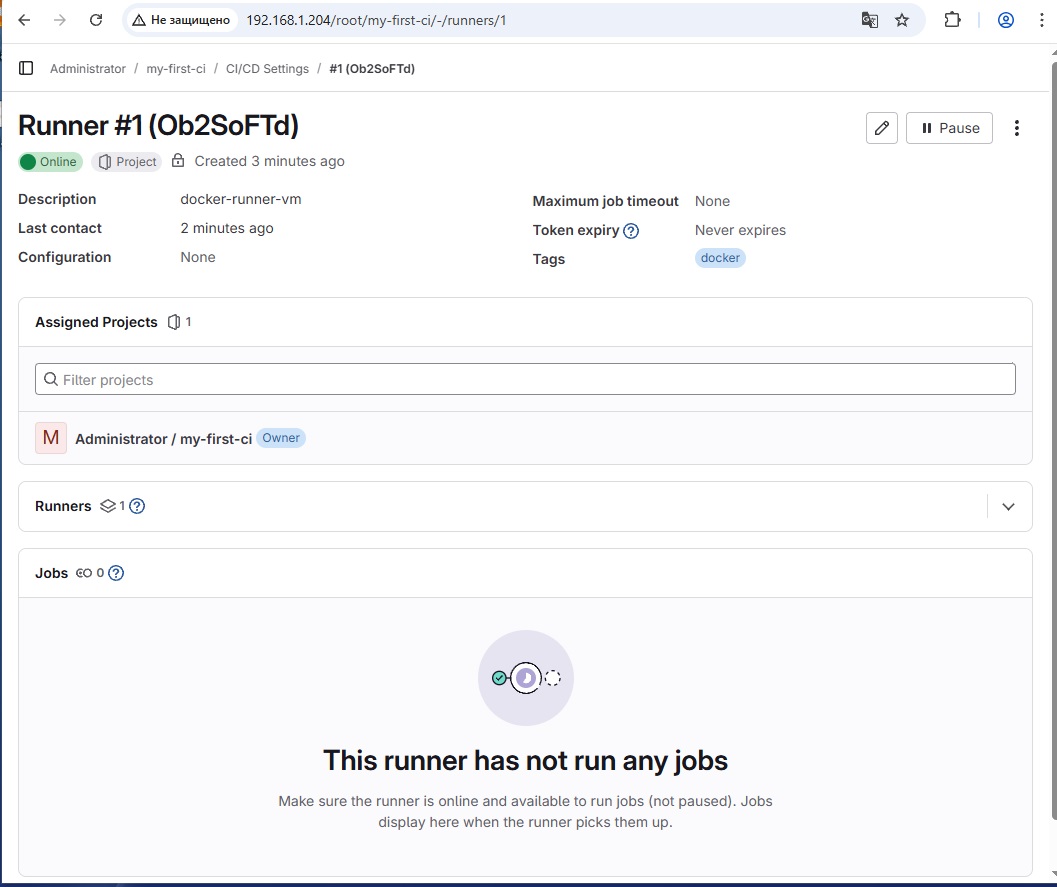 Не защищено 192.168.1.204/root/my-first-ci/-/runners/1
Administrator / my-first-ci / CI/CD Settings / #1 (Ob2SoFTd)
Runner #1 (Ob2SoFTd)
Pause
Online Project Created 3 minutes ago
Description docker-runner-vm
Maximum job timeout None
Last contact 2 minutes ago
Token expiry ? Never expires
Configuration None
Tags docker
Assigned Projects 1
Filter projects
M Administrator / my-first-ci Owner
Runners 1 ?
Jobs 0 ?
This runner has not run any jobs
Make sure the runner is online and available to run jobs (not paused). Jobs
display here when the runner picks them up.